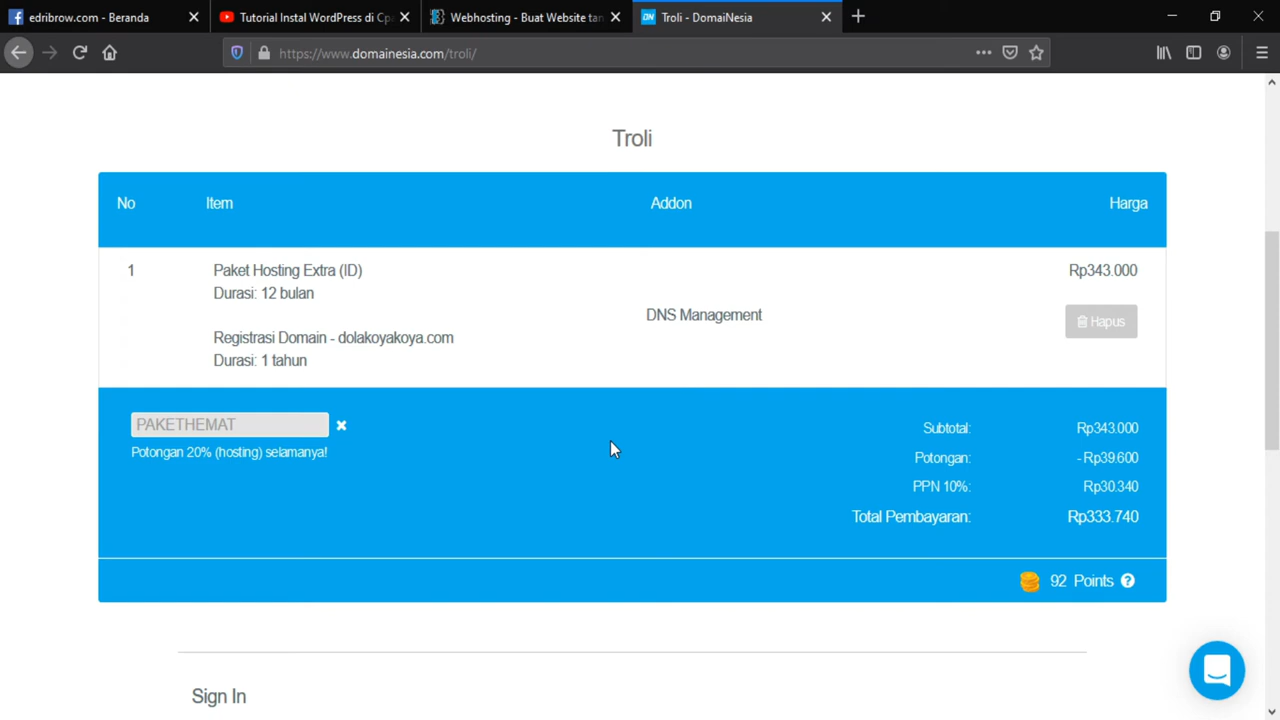 edribrow.com - Beranda
Tutorial Instal WordPress di Cpa
Webhosting - Buat Website tan
DN Troli - DomaiNesia
https://www.domainesia.com/troli/
Troli
No Item Addon Harga
1 Paket Hosting Extra (ID) Rp343.000
Durasi: 12 bulan
DNS Management
Hapus
Registrasi Domain - dolakoyakoya.com
Durasi: 1 tahun
PAKETHEMAT
Potongan 20% (hosting) selamanya!
Subtotal: Rp343.000
Potongan: - Rp39.600
PPN 10%: Rp30.340
Total Pembayaran: Rp333.740
92 Points ?
Sign In